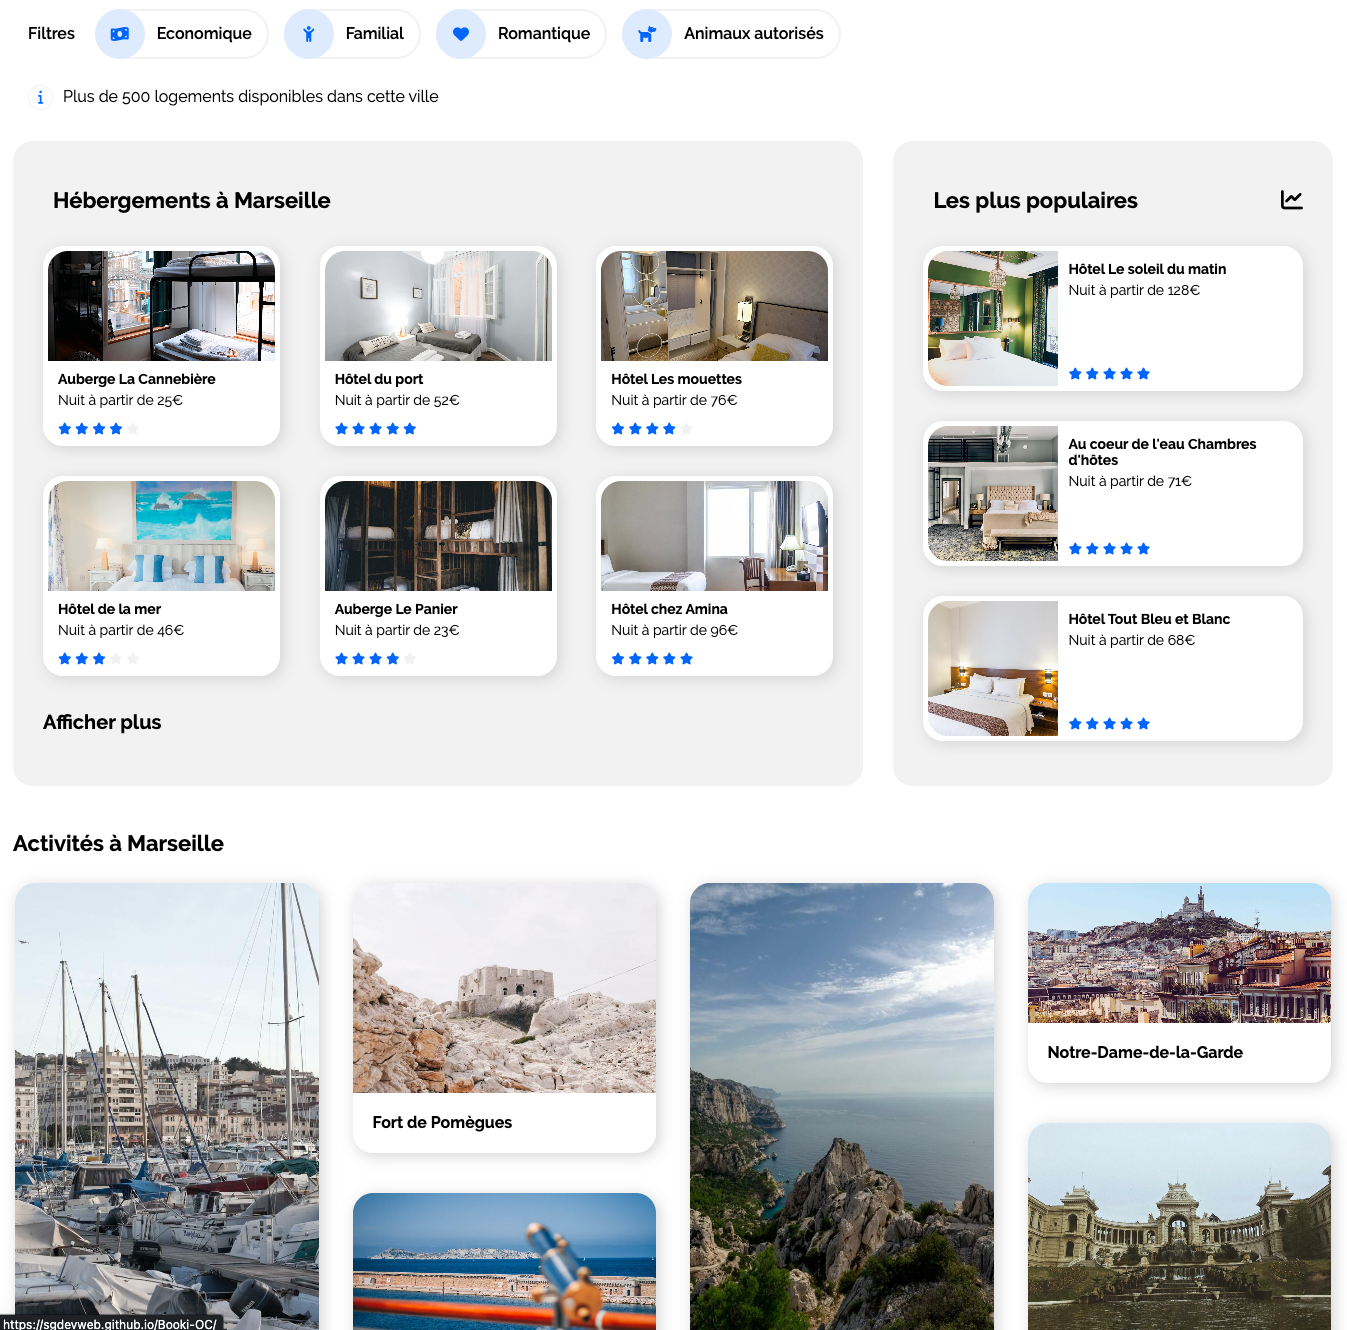 Filtres
Economique
Familial
Romantique
Animaux autorisés
Plus de 500 logements disponibles dans cette ville
Hébergements à Marseille
Auberge La Cannebière
Nuit à partir de 25€
Hôtel du port
Nuit à partir de 52€
Hôtel Les mouettes
Nuit à partir de 76€
Hôtel de la mer
Nuit à partir de 46€
Auberge Le Panier
Nuit à partir de 23€
Hôtel chez Amina
Nuit à partir de 96€
Afficher plus
Les plus populaires
Hôtel Le soleil du matin
Nuit à partir de 128€
Au coeur de l'eau Chambres
d'hôtes
Nuit à partir de 71€
Hôtel Tout Bleu et Blanc
Nuit à partir de 68€
Activités à Marseille
Fort de Pomègues
Notre-Dame-de-la-Garde
https://sgdevweb.github.io/Booki-OC/